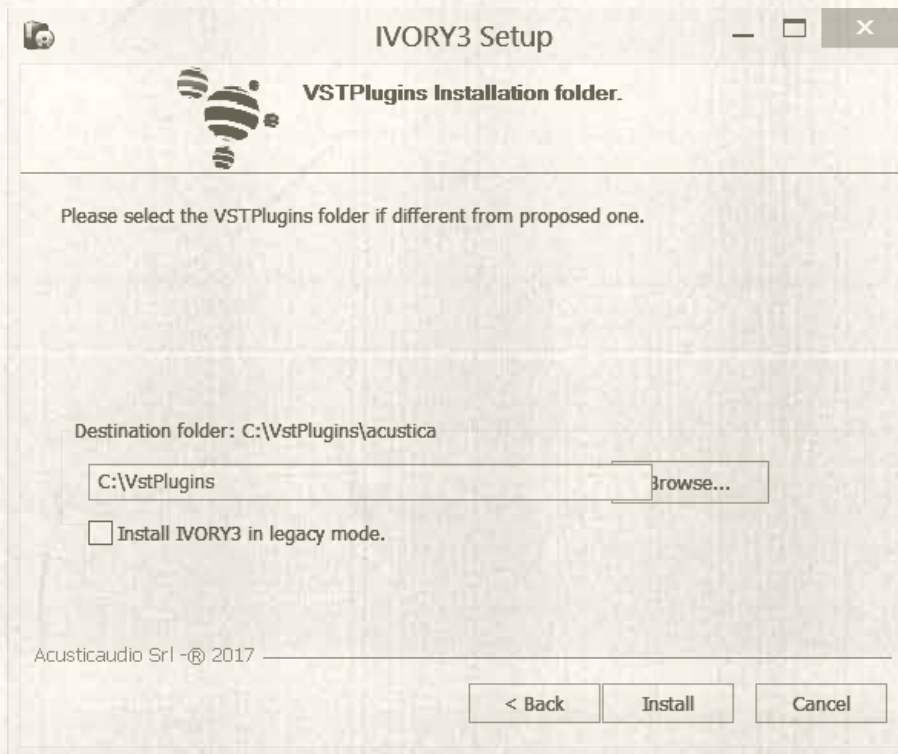 IVORY3 Setup
VSTPlugins Installation folder.
Please select the VSTPlugins folder if different from proposed one.
Destination folder: C:\VstPlugins\acustica
C:\VstPlugins
Browse...
Install IVORY3 in legacy mode.
Acusticaudio Srl -® 2017
< Back
Install
Cancel